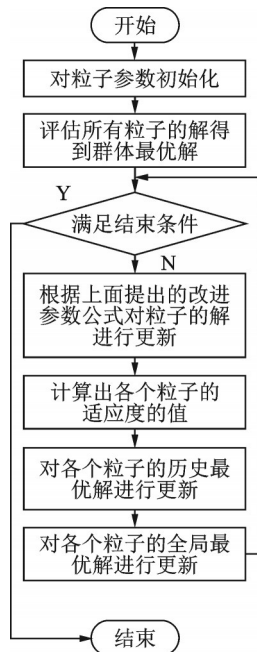 开始
对粒子参数初始化
评估所有粒子的解得
到群体最优解
Y
满足结束条件
N
根据上面提出的改进
参数公式对粒子的解
进行更新
计算出各个粒子的
适应度的值
对各个粒子的历史最
优解进行更新
对各个粒子的全局最
优解进行更新
结束